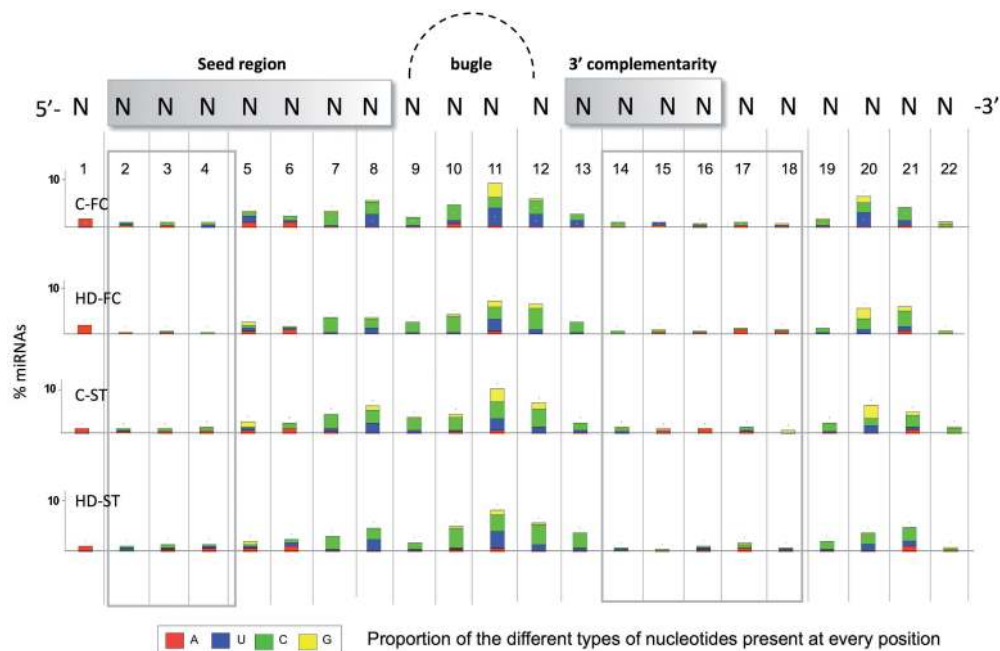 Seed region bugle 3' complementarity
5'- N N N N N N N N N N N N N N N N N N N N N N -3'
1 2 3 4 5 6 7 8 9 10 11 12 13 14 15 16 17 18 19 20 21 22
10
C-FC
10
HD-FC
% miRNAs
10
C-ST
10
HD-ST
A U C G Proportion of the different types of nucleotides present at every position